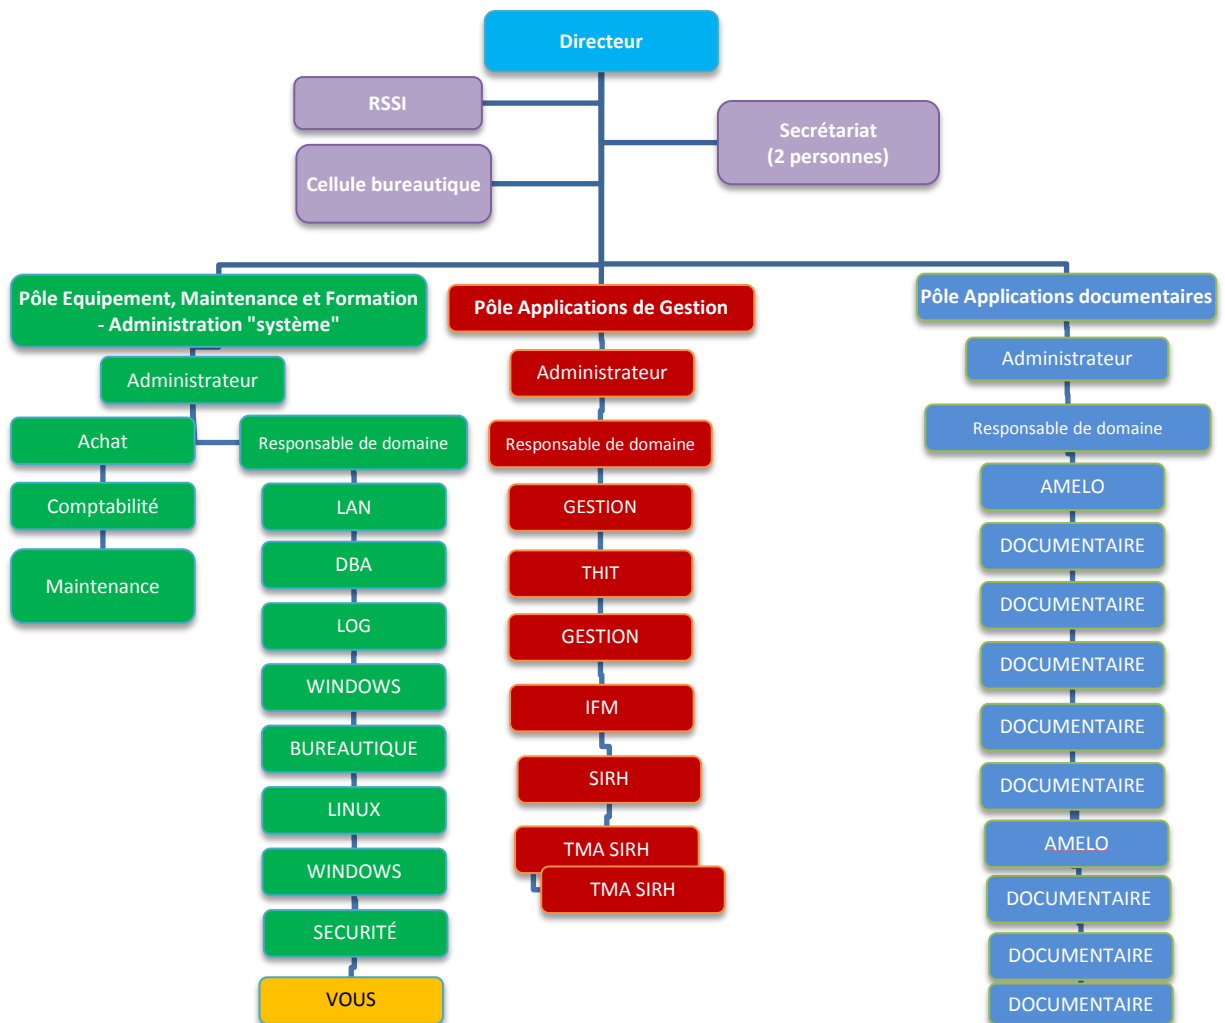 Directeur
RSSI
Secrétariat
(2 personnes)
Cellule bureautique
Pôle Equipement, Maintenance et Formation
- Administration "système"
Administrateur
Achat
Comptabilité
Maintenance
Responsable de domaine
LAN
DBA
LOG
WINDOWS
BUREAUTIQUE
LINUX
WINDOWS
SECURITÉ
VOUS
Pôle Applications de Gestion
Administrateur
Responsable de domaine
GESTION
THIT
GESTION
IFM
SIRH
TMA SIRH
TMA SIRH
Pôle Applications documentaires
Administrateur
Responsable de domaine
AMELO
DOCUMENTAIRE
DOCUMENTAIRE
DOCUMENTAIRE
DOCUMENTAIRE
DOCUMENTAIRE
AMELO
DOCUMENTAIRE
DOCUMENTAIRE
DOCUMENTAIRE